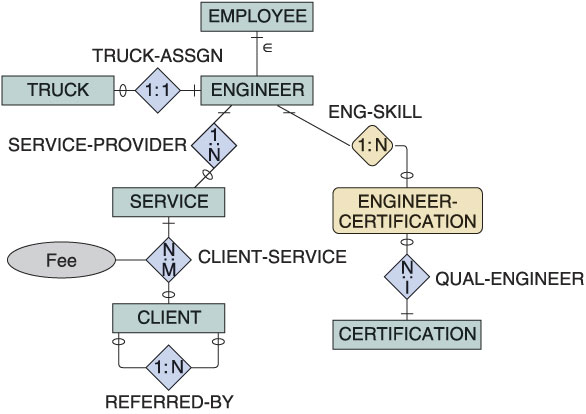 EMPLOYEE
∈
TRUCK-ASSGN
TRUCK
1:1
ENGINEER
ENG-SKILL
SERVICE-PROVIDER
1
:
N
1:N
SERVICE
ENGINEER-
CERTIFICATION
Fee
N
:
M
CLIENT-SERVICE
N
:
I
QUAL-ENGINEER
CLIENT
CERTIFICATION
1:N
REFERRED-BY